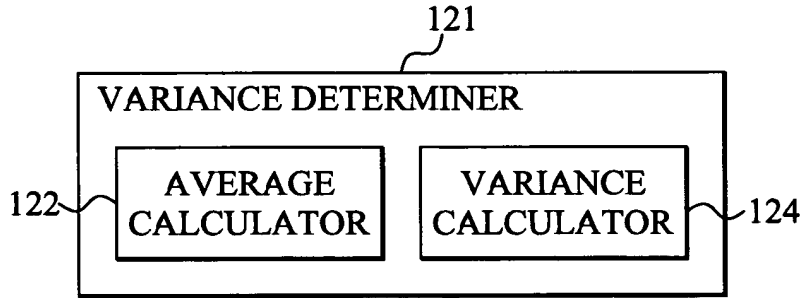 121
VARIANCE DETERMINER
122
AVERAGE
CALCULATOR
VARIANCE
CALCULATOR
124